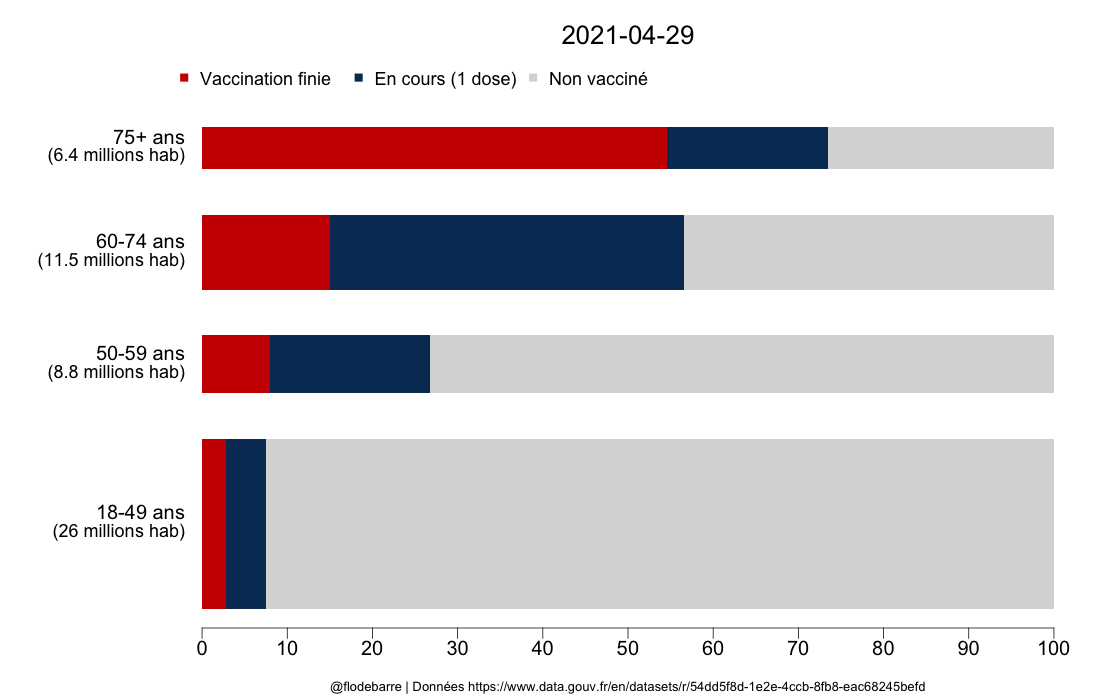 2021-04-29
Vaccination finie En cours (1 dose) Non vacciné
75+ ans
(6.4 millions hab)
60-74 ans
(11.5 millions hab)
50-59 ans
(8.8 millions hab)
18-49 ans
(26 millions hab)
0 10 20 30 40 50 60 70 80 90 100
@flodebarre | Données https://www.data.gouv.fr/en/datasets/r/54dd5f8d-1e2e-4ccb-8fb8-eac68245befd